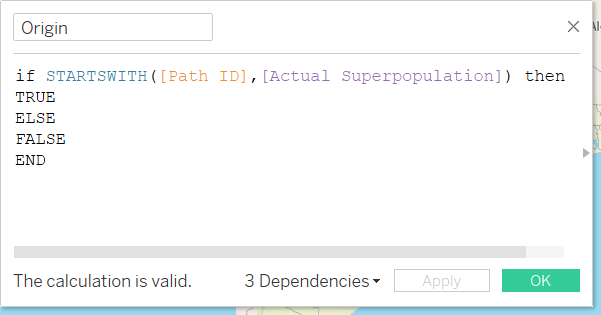 Origin
if STARTSWITH([Path ID],[Actual Superpopulation]) then
TRUE
ELSE
FALSE
END
The calculation is valid. 3 Dependencies Apply OK